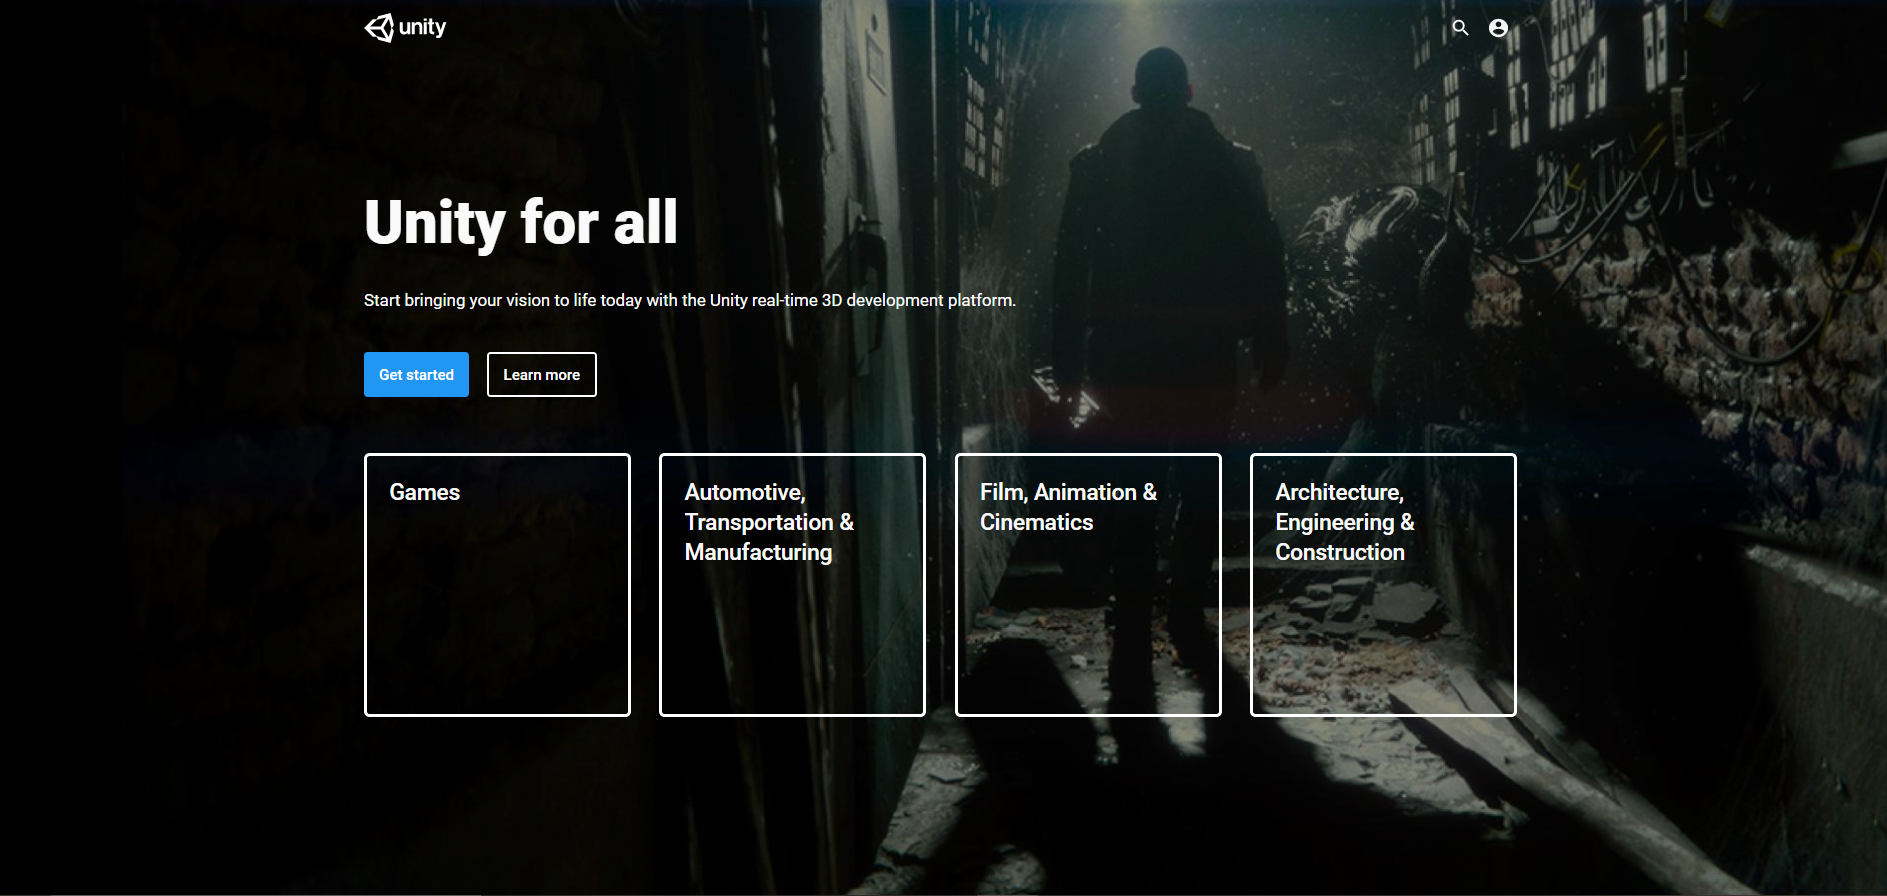 unity
Unity for all
Start bringing your vision to life today with the Unity real-time 3D development platform.
Get started
Learn more
Games
Automotive,
Transportation &
Manufacturing
Film, Animation &
Cinematics
Architecture,
Engineering &
Construction